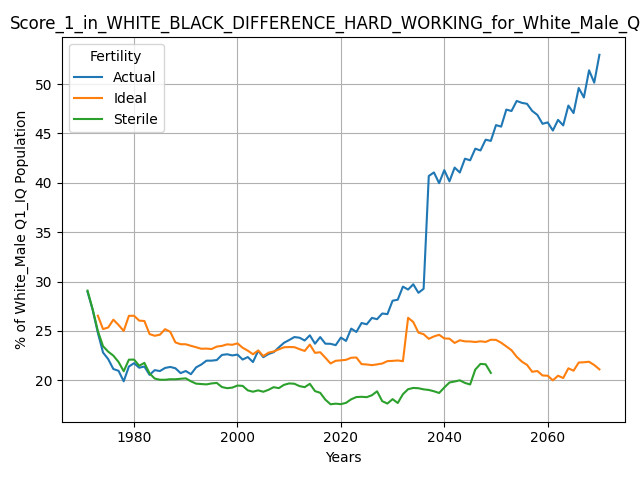 Score_1_in_WHITE_BLACK_DIFFERENCE_HARD_WORKING_for_White_Male_Q
Fertility
Actual
Ideal
Sterile
% of White_Male Q1_IQ Population
50
45
40
35
30
25
20
1980
2000
2020
2040
2060
Years